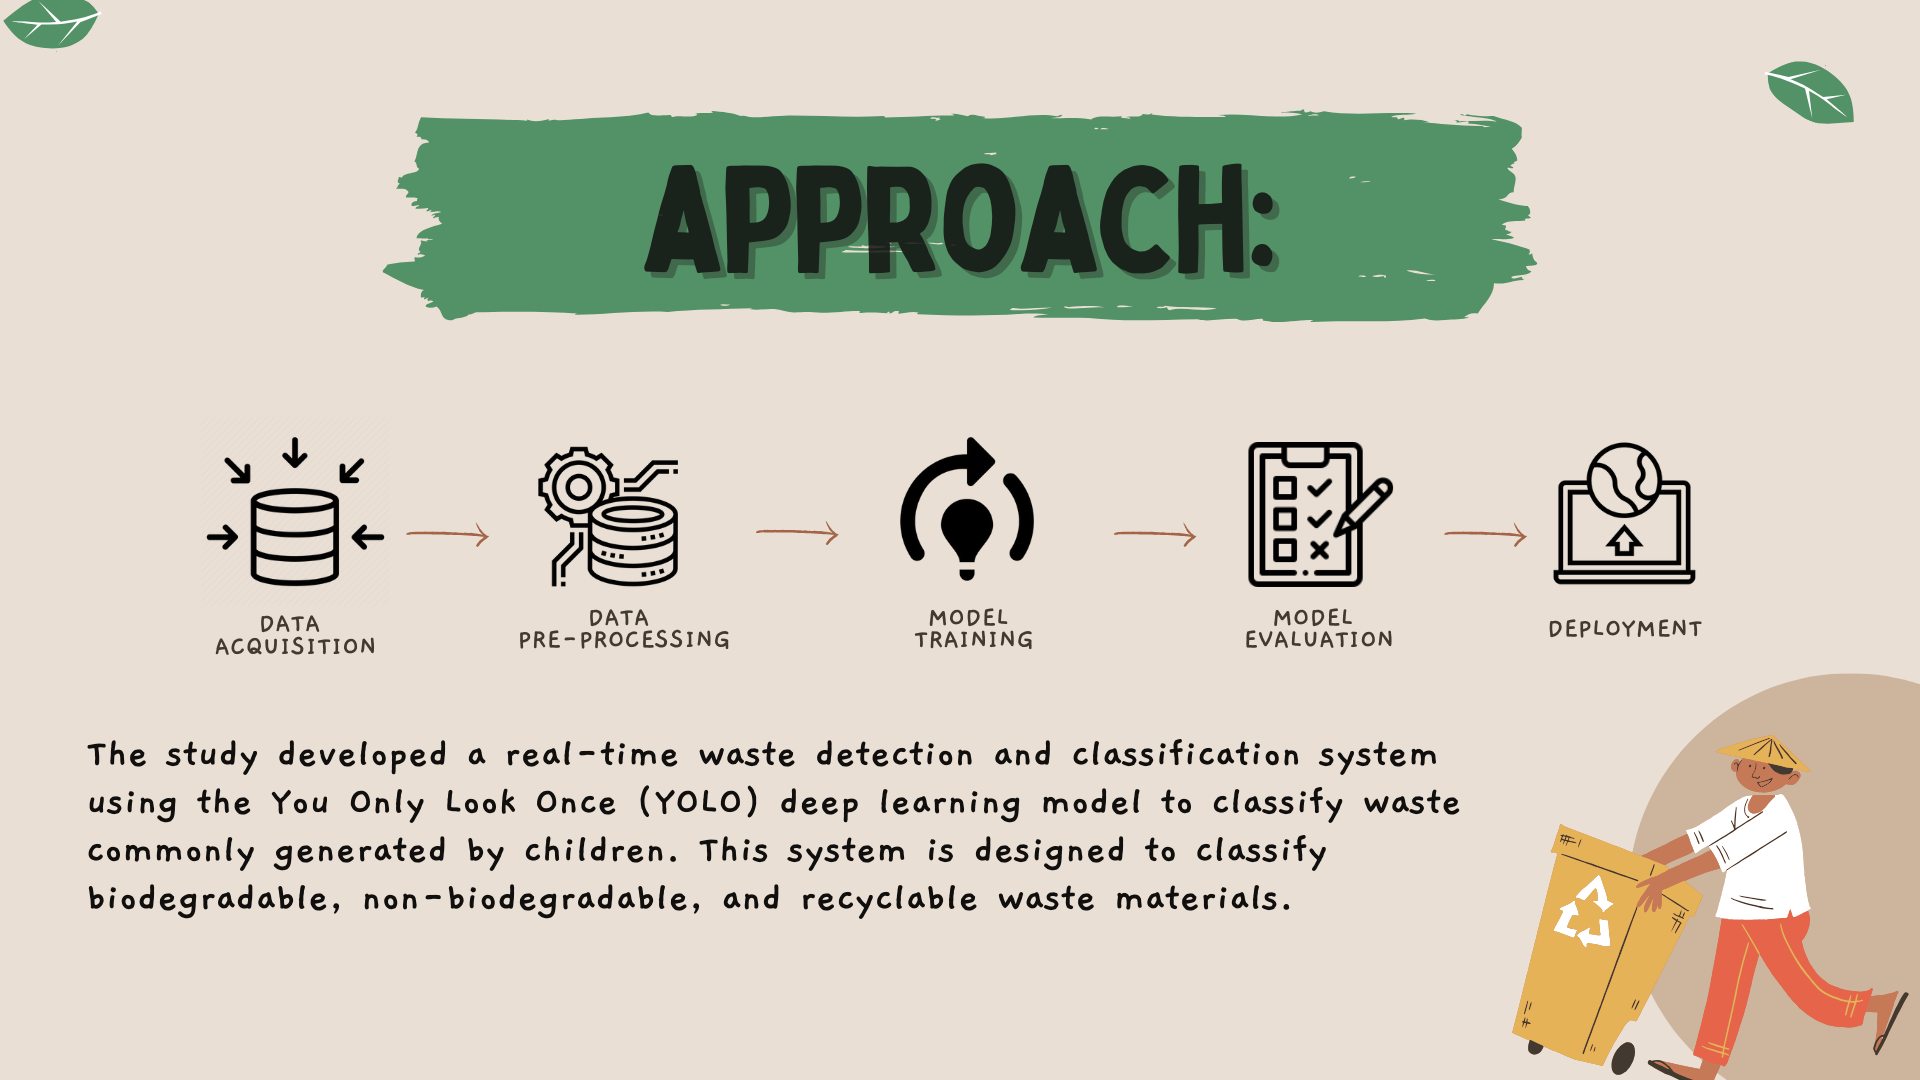 APPROACH:
DATA
ACQUISITION
DATA
PRE-PROCESSING
MODEL
TRAINING
MODEL
EVALUATION
DEPLOYMENT
The study developed a real-time waste detection and classification system
using the You Only Look Once (YOLO) deep learning model to classify waste
commonly generated by children. This system is designed to classify
biodegradable, non-biodegradable, and recyclable waste materials.